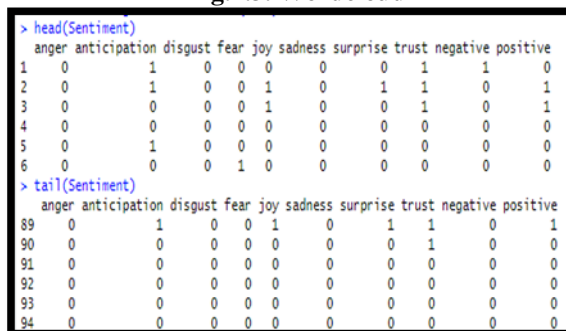 > head(Sentiment)
anger anticipation disgust fear joy sadness surprise trust negative positive
1 0 1 0 0 0 0 0 1 1 0
2 0 1 0 0 1 0 1 1 0 1
3 0 0 0 0 1 0 0 1 0 1
4 0 0 0 0 0 0 0 0 0 0
5 0 1 0 0 0 0 0 0 0 0
6 0 0 0 1 0 0 0 0 0 0
> tail(Sentiment)
anger anticipation disgust fear joy sadness surprise trust negative positive
89 0 1 0 0 1 0 1 1 0 1
90 0 0 0 0 0 0 0 1 0 0
91 0 0 0 0 0 0 0 0 0 0
92 0 0 0 0 0 0 0 0 0 0
93 0 0 0 0 0 0 0 0 0 0
94 0 0 0 0 0 0 0 0 0 0